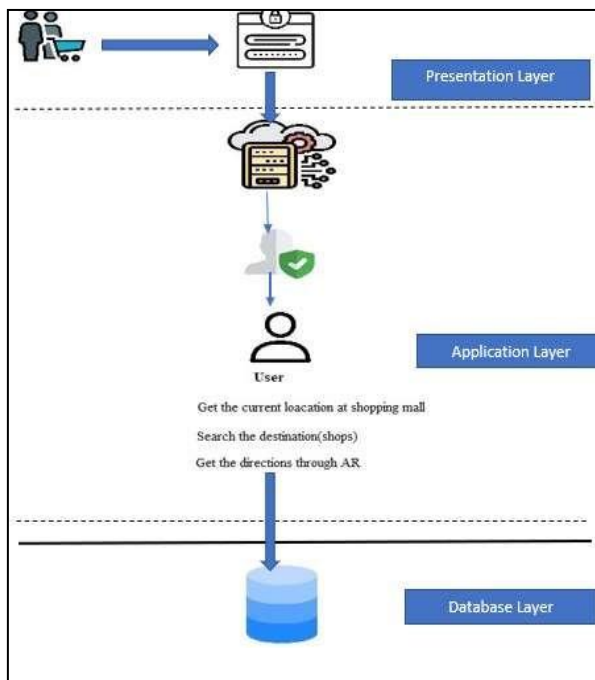 Presentation Layer
Application Layer
User
Get the current loacation at shopping mall
Search the destination(shops)
Get the directions through AR
Database Layer